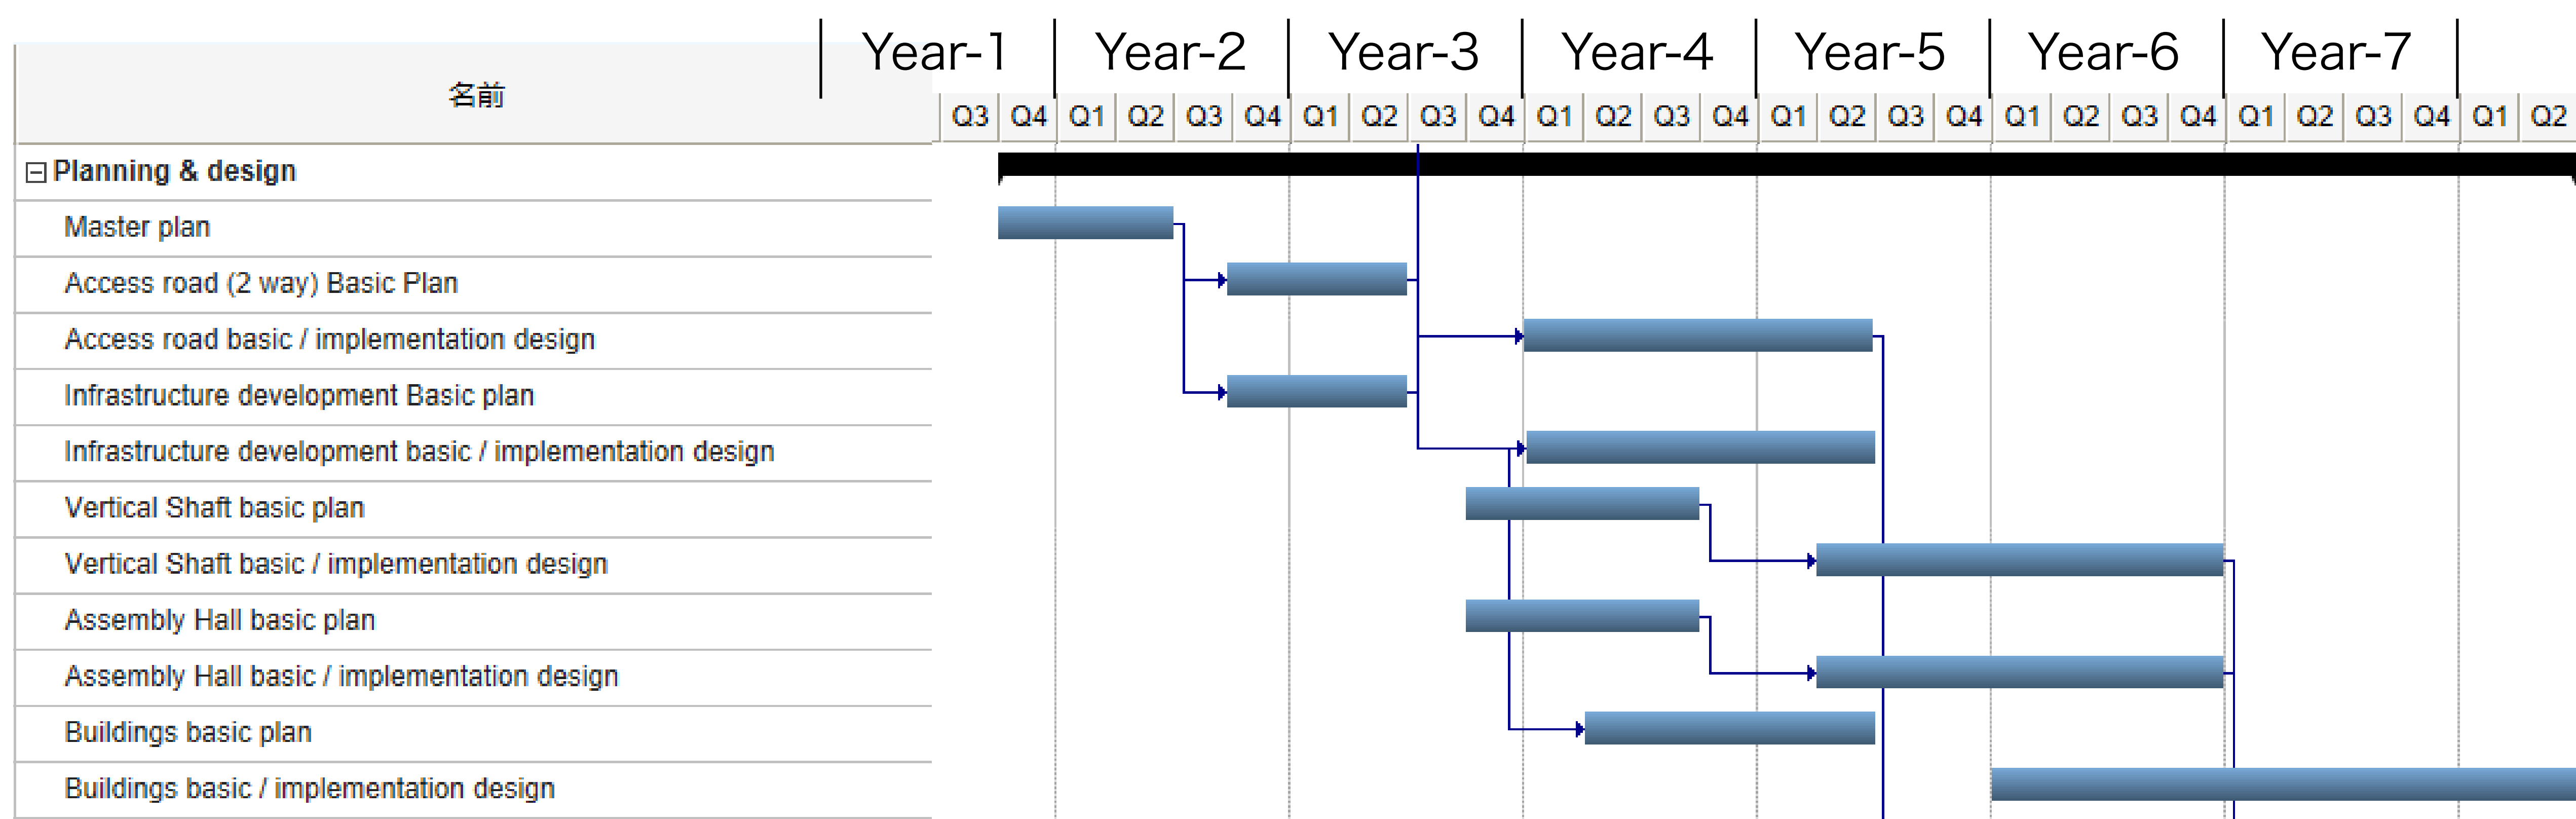 Year-1 Year-2 Year-3 Year-4 Year-5 Year-6 Year-7
名前
Q3 Q4 Q1 Q2 Q3 Q4 Q1 Q2 Q3 Q4 Q1 Q2 Q3 Q4 Q1 Q2 Q3 Q4 Q1 Q2 Q3 Q4 Q1 Q2 Q3 Q4 Q1 Q2
Planning & design
Master plan
Access road (2 way) Basic Plan
Access road basic / implementation design
Infrastructure development Basic plan
Infrastructure development basic / implementation design
Vertical Shaft basic plan
Vertical Shaft basic / implementation design
Assembly Hall basic plan
Assembly Hall basic / implementation design
Buildings basic plan
Buildings basic / implementation design